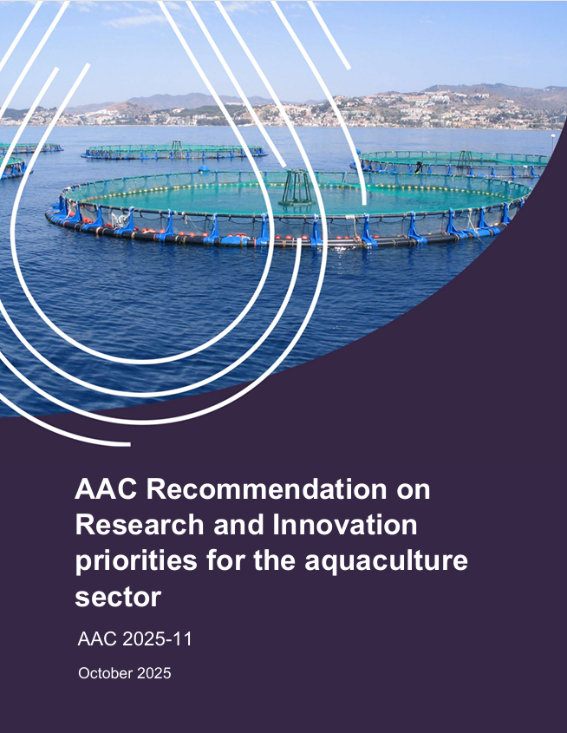 AAC Recommendation on
Research and Innovation
priorities for the aquaculture
sector
AAC 2025-11
October 2025